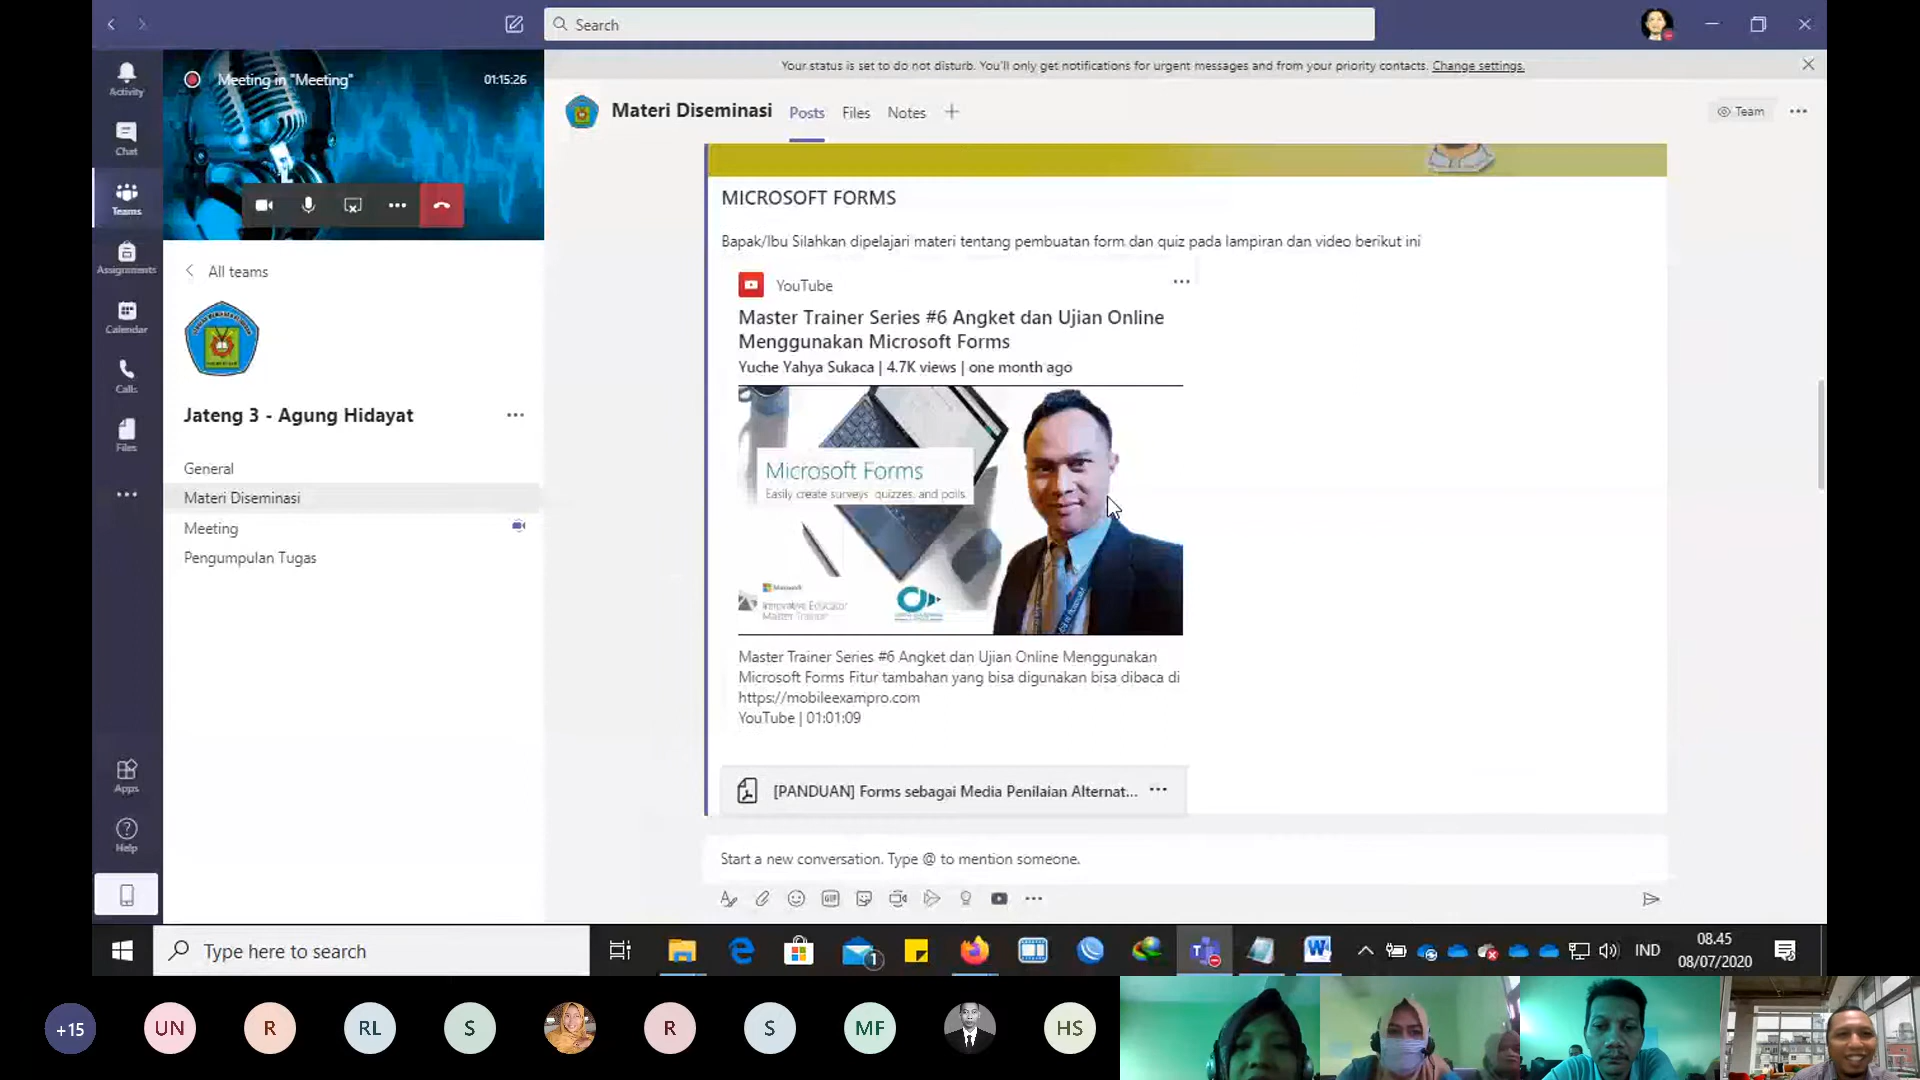 Search
Activity
Chat
Teams
Assignments
Calendar
Calls
Files
Apps
Help
Meeting in "Meeting"
01:15:26
All teams
Jateng 3 - Agung Hidayat
General
Materi Diseminasi
Meeting
Pengumpulan Tugas
Your status is set to do not disturb. You'll only get notifications for urgent messages and from your priority contacts. Change settings.
Materi Diseminasi
Posts
Files
Notes
Team
MICROSOFT FORMS
Bapak/Ibu Silahkan dipelajari materi tentang pembuatan form dan quiz pada lampiran dan video berikut ini
YouTube
Master Trainer Series #6 Angket dan Ujian Online
Menggunakan Microsoft Forms
Yuche Yahya Sukaca | 4.7K views | one month ago
Microsoft Forms
Easily create surveys, quizzes, and polls.
Microsoft
Innovative Educator
Master Trainer
Master Trainer Series #6 Angket dan Ujian Online Menggunakan
Microsoft Forms Fitur tambahan yang bisa digunakan bisa dibaca di
https://mobileexampro.com
YouTube | 01:01:09
[PANDUAN] Forms sebagai Media Penilaian Alternat...
Start a new conversation. Type @ to mention someone.
GIF
Type here to search
1
IND
08.45
08/07/2020
+15
UN
R
RL
S
R
S
MF
HS